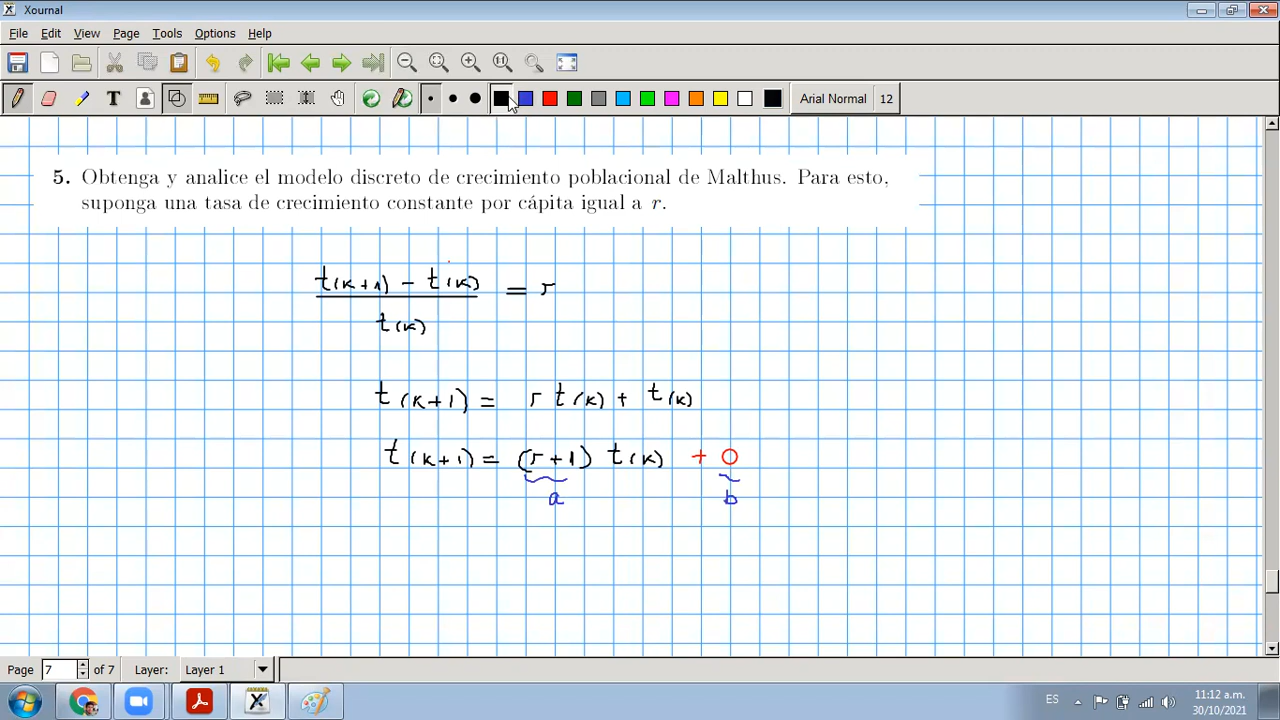 Xournal
File Edit View Page Tools Options Help
Arial Normal 12
5. Obtenga y analice el modelo discreto de crecimiento poblacional de Malthus. Para esto,
suponga una tasa de crecimiento constante por cápita igual a r.
t(k+1) - t(k)
= r
t(k)
t(k+1) = r t(k) + t(k)
t(k+1) = (r+1) t(k) + 0
a b
Page 7 of 7 Layer: Layer 1
ES 11:12 a.m.
30/10/2021